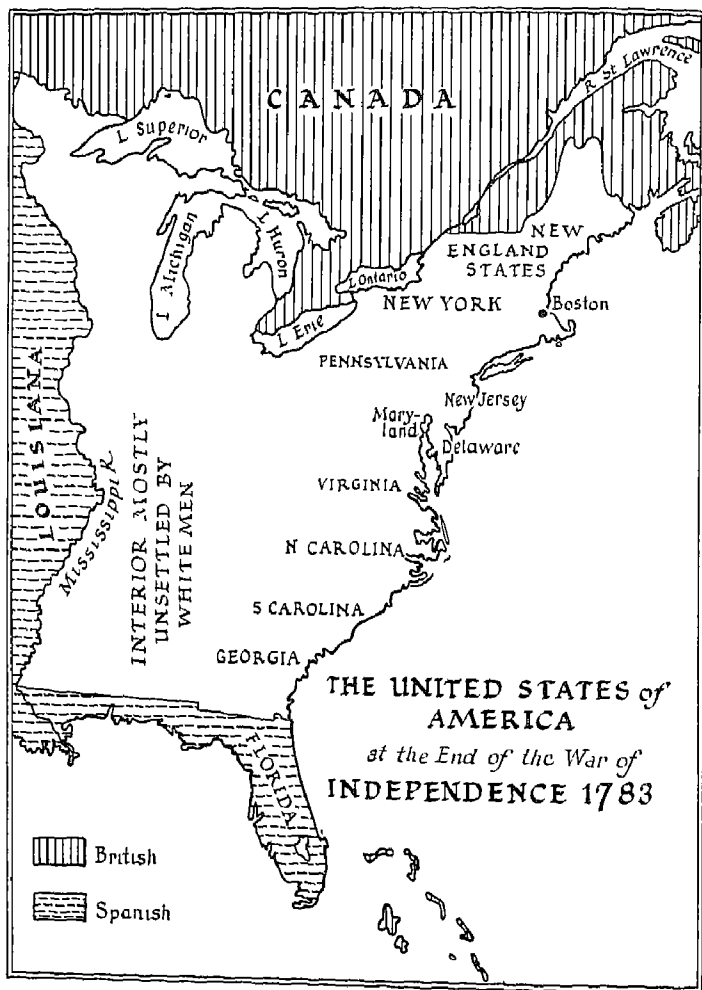 CANADA
R St Lawrence
L Superior
L Huron
L Michigan
L Ontario
L Erie
NEW
ENGLAND
STATES
NEW YORK
Boston
PENNSYLVANIA
New Jersey
Mary-
land
Delaware
VIRGINIA
N CAROLINA
S CAROLINA
GEORGIA
LOUISIANA
Mississippi R
INTERIOR MOSTLY
UNSETTLED BY
WHITE MEN
FLORIDA
THE UNITED STATES of
AMERICA
at the End of the War of
INDEPENDENCE 1783
British
Spanish